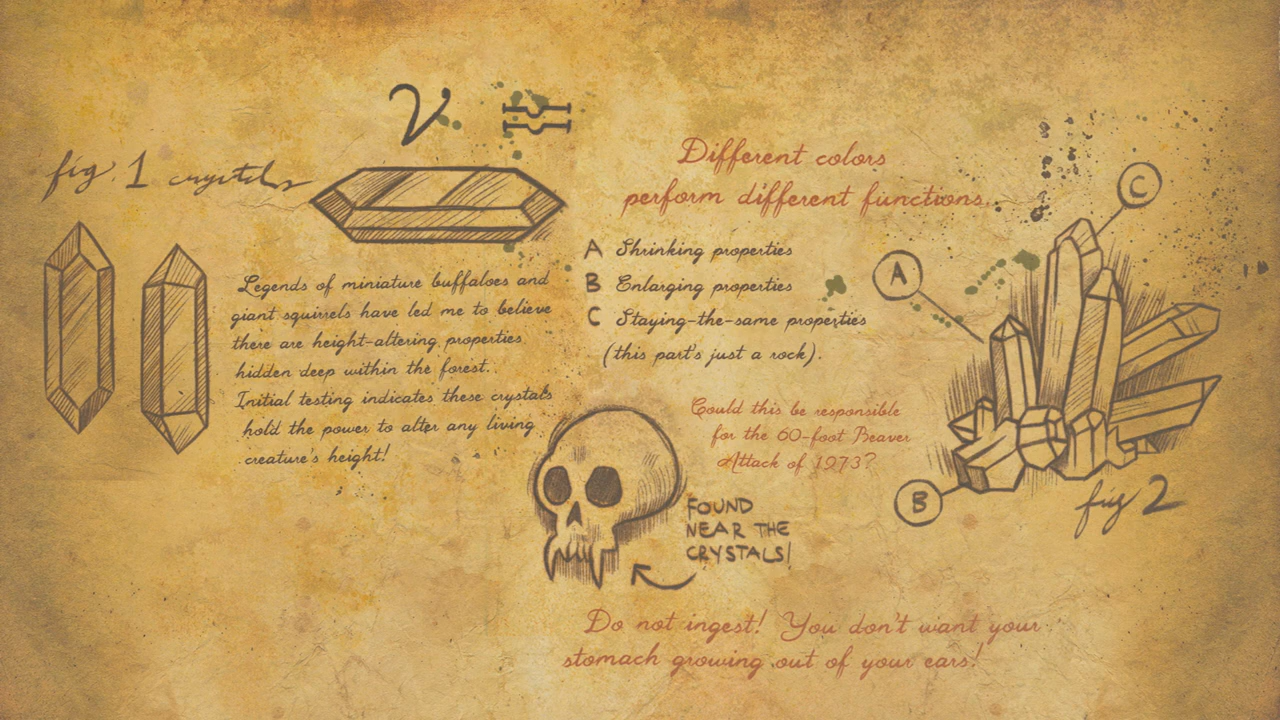 fig. 1 crystals
Legends of miniature buffaloes and
giant squirrels have led me to believe
there are height-altering properties
hidden deep within the forest.
Initial testing indicates these crystals
hold the power to alter any living
creature's height!
Different colors
perform different functions.
A Shrinking properties
B Enlarging properties
C Staying-the-same properties
(this part's just a rock).
Could this be responsible
for the 60-foot Beaver
Attack of 1973?
C
A
B
fig 2
FOUND
NEAR THE
CRYSTALS!
Do not ingest! You don't want your
stomach growing out of your ears!